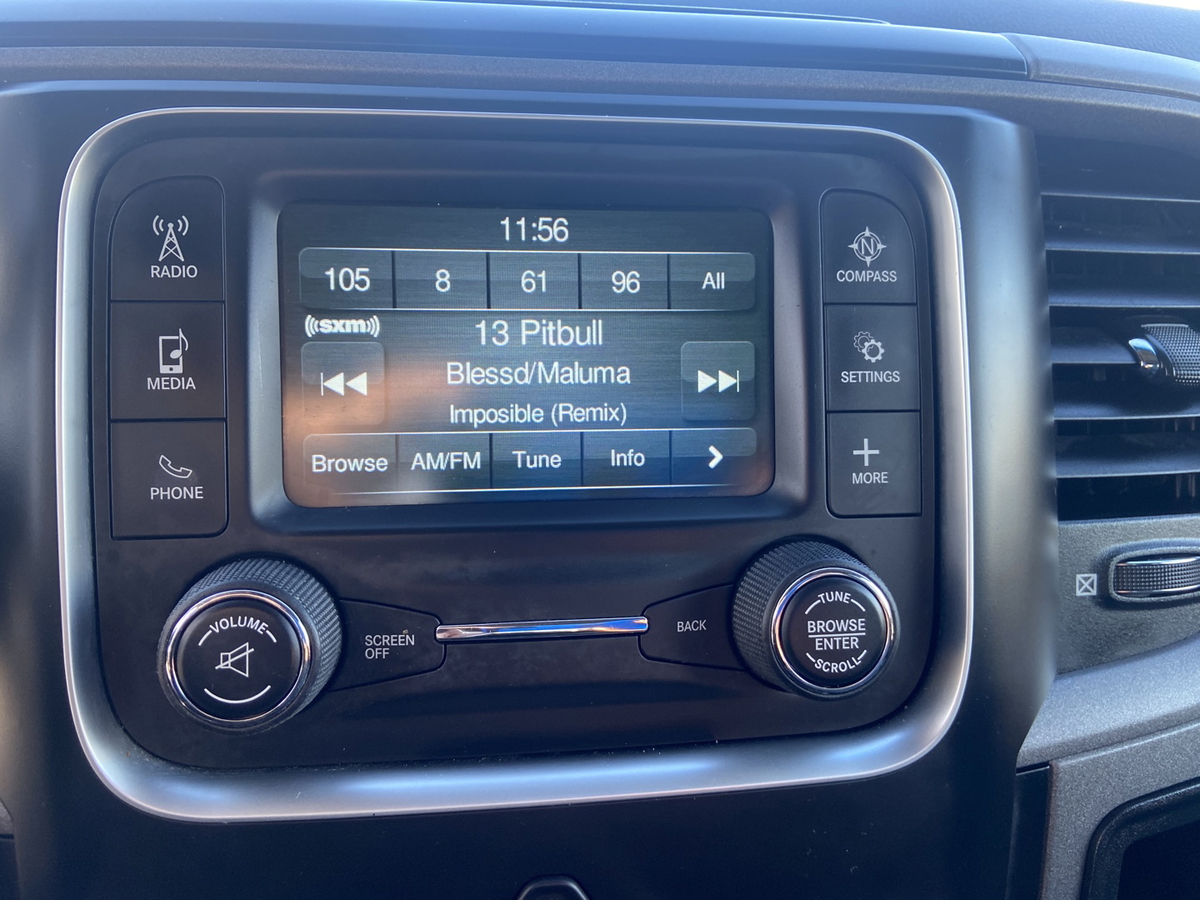 RADIO
MEDIA
PHONE
11:56
105 8 61 96 All
((sxm))
13 Pitbull
Blessd/Maluma
Imposible (Remix)
Browse AM/FM Tune Info >
N
COMPASS
SETTINGS
MORE
VOLUME
SCREEN
OFF
BACK
TUNE
BROWSE
ENTER
SCROLL